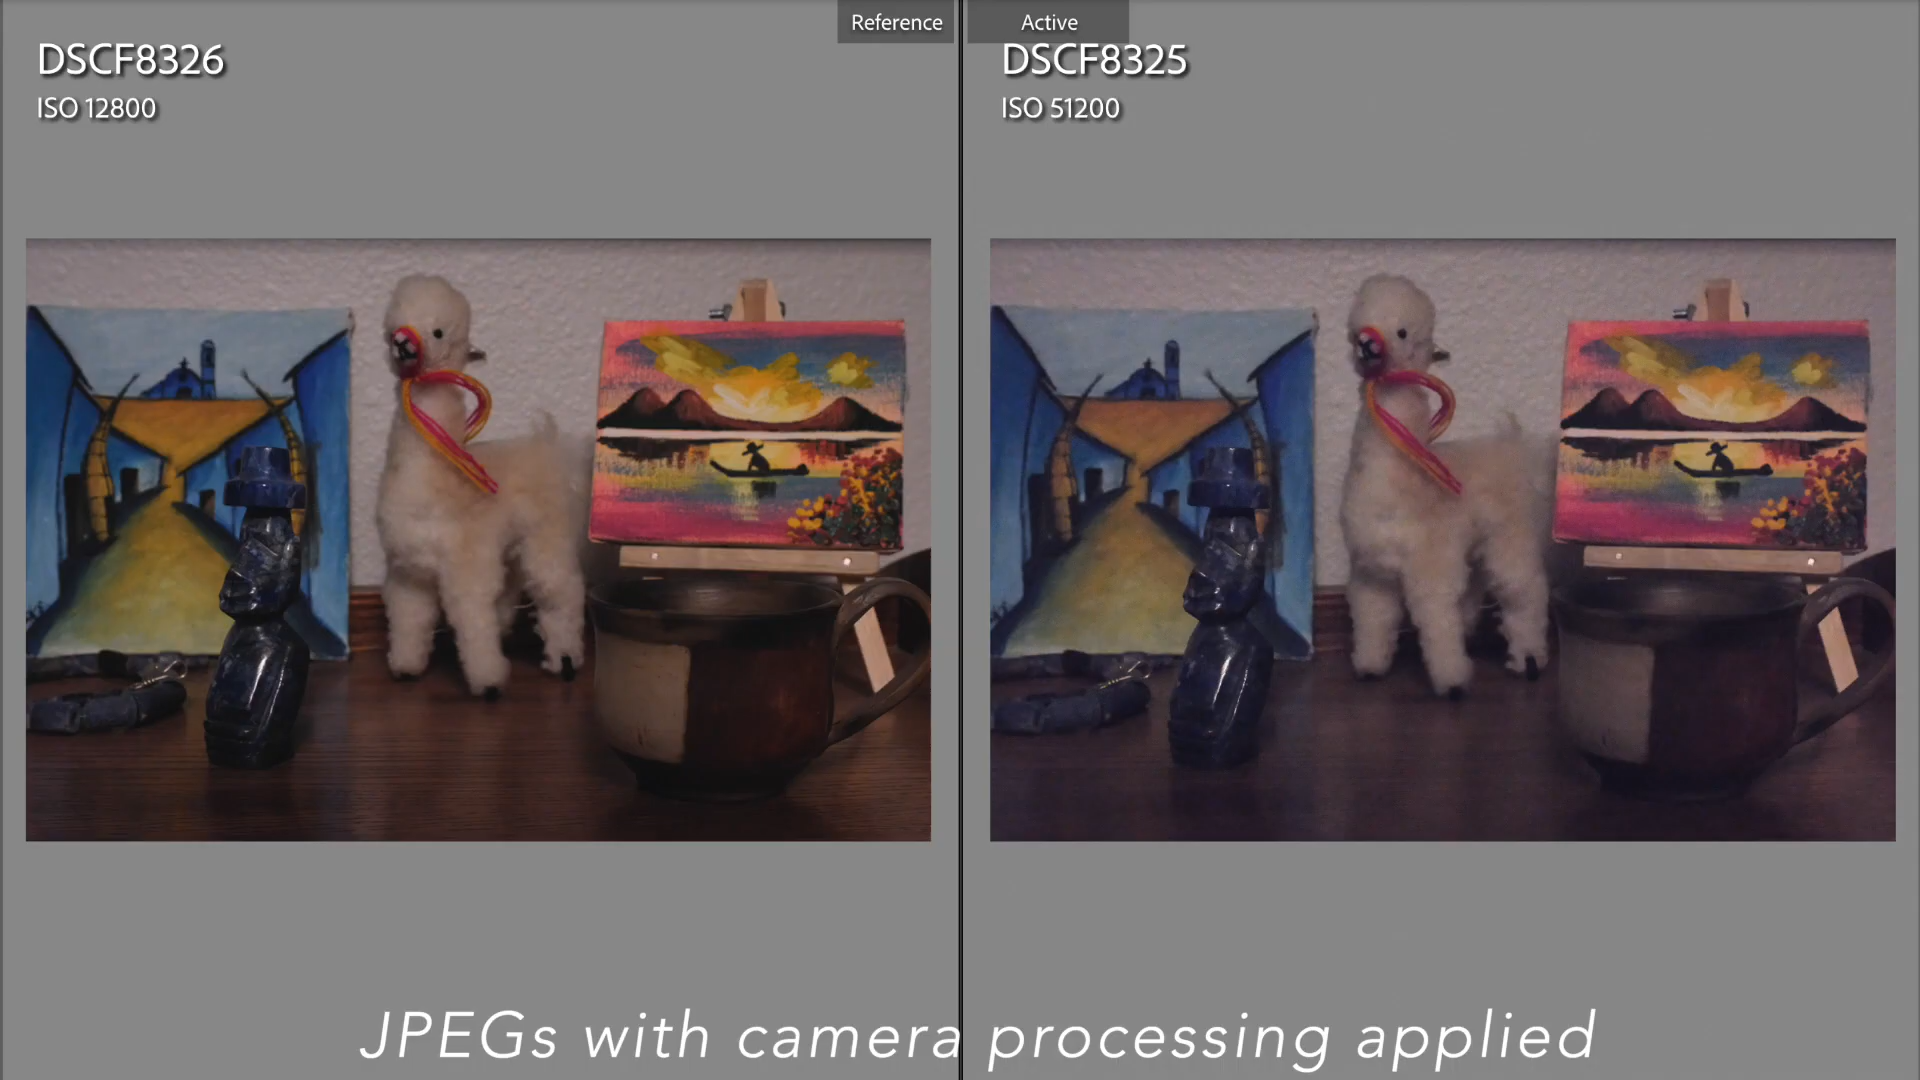 Reference
DSCF8326
ISO 12800
Active
DSCF8325
ISO 51200
JPEGs with camera processing applied